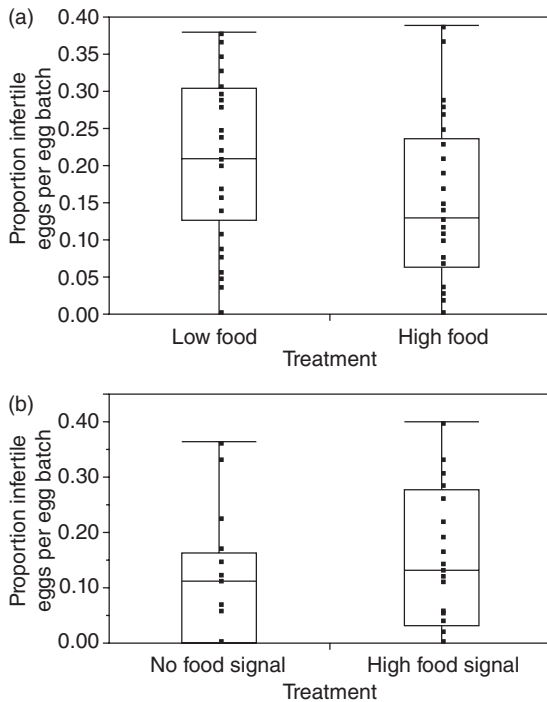 (a)
Proportion infertile
eggs per egg batch
0.40
0.35
0.30
0.25
0.20
0.15
0.10
0.05
0.00
Low food
High food
Treatment
(b)
Proportion infertile
eggs per egg batch
0.40
0.30
0.20
0.10
0.00
No food signal
High food signal
Treatment